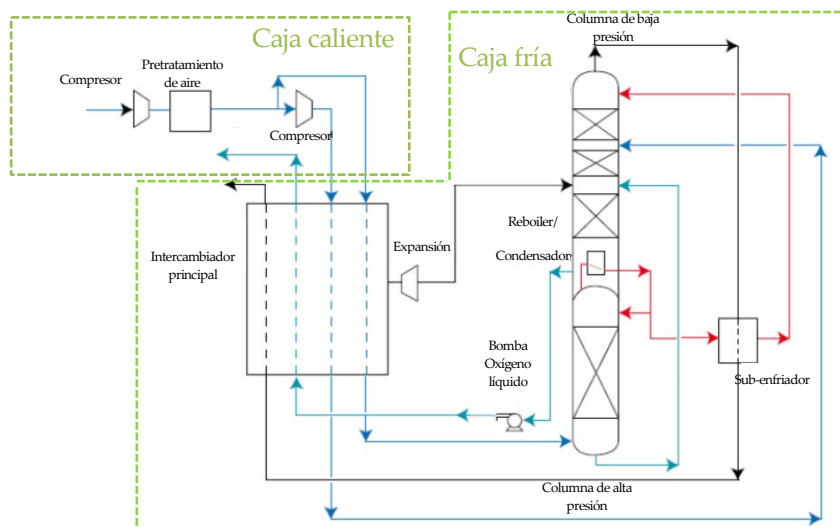 Columna de baja
presión
Caja caliente
Caja fría
Pretratamiento
de aire
Compresor
Compresor
Reboiler/
Condensador
Expansión
Intercambiador
principal
Bomba
Oxígeno
líquido
Sub-enfriador
Columna de alta
presión